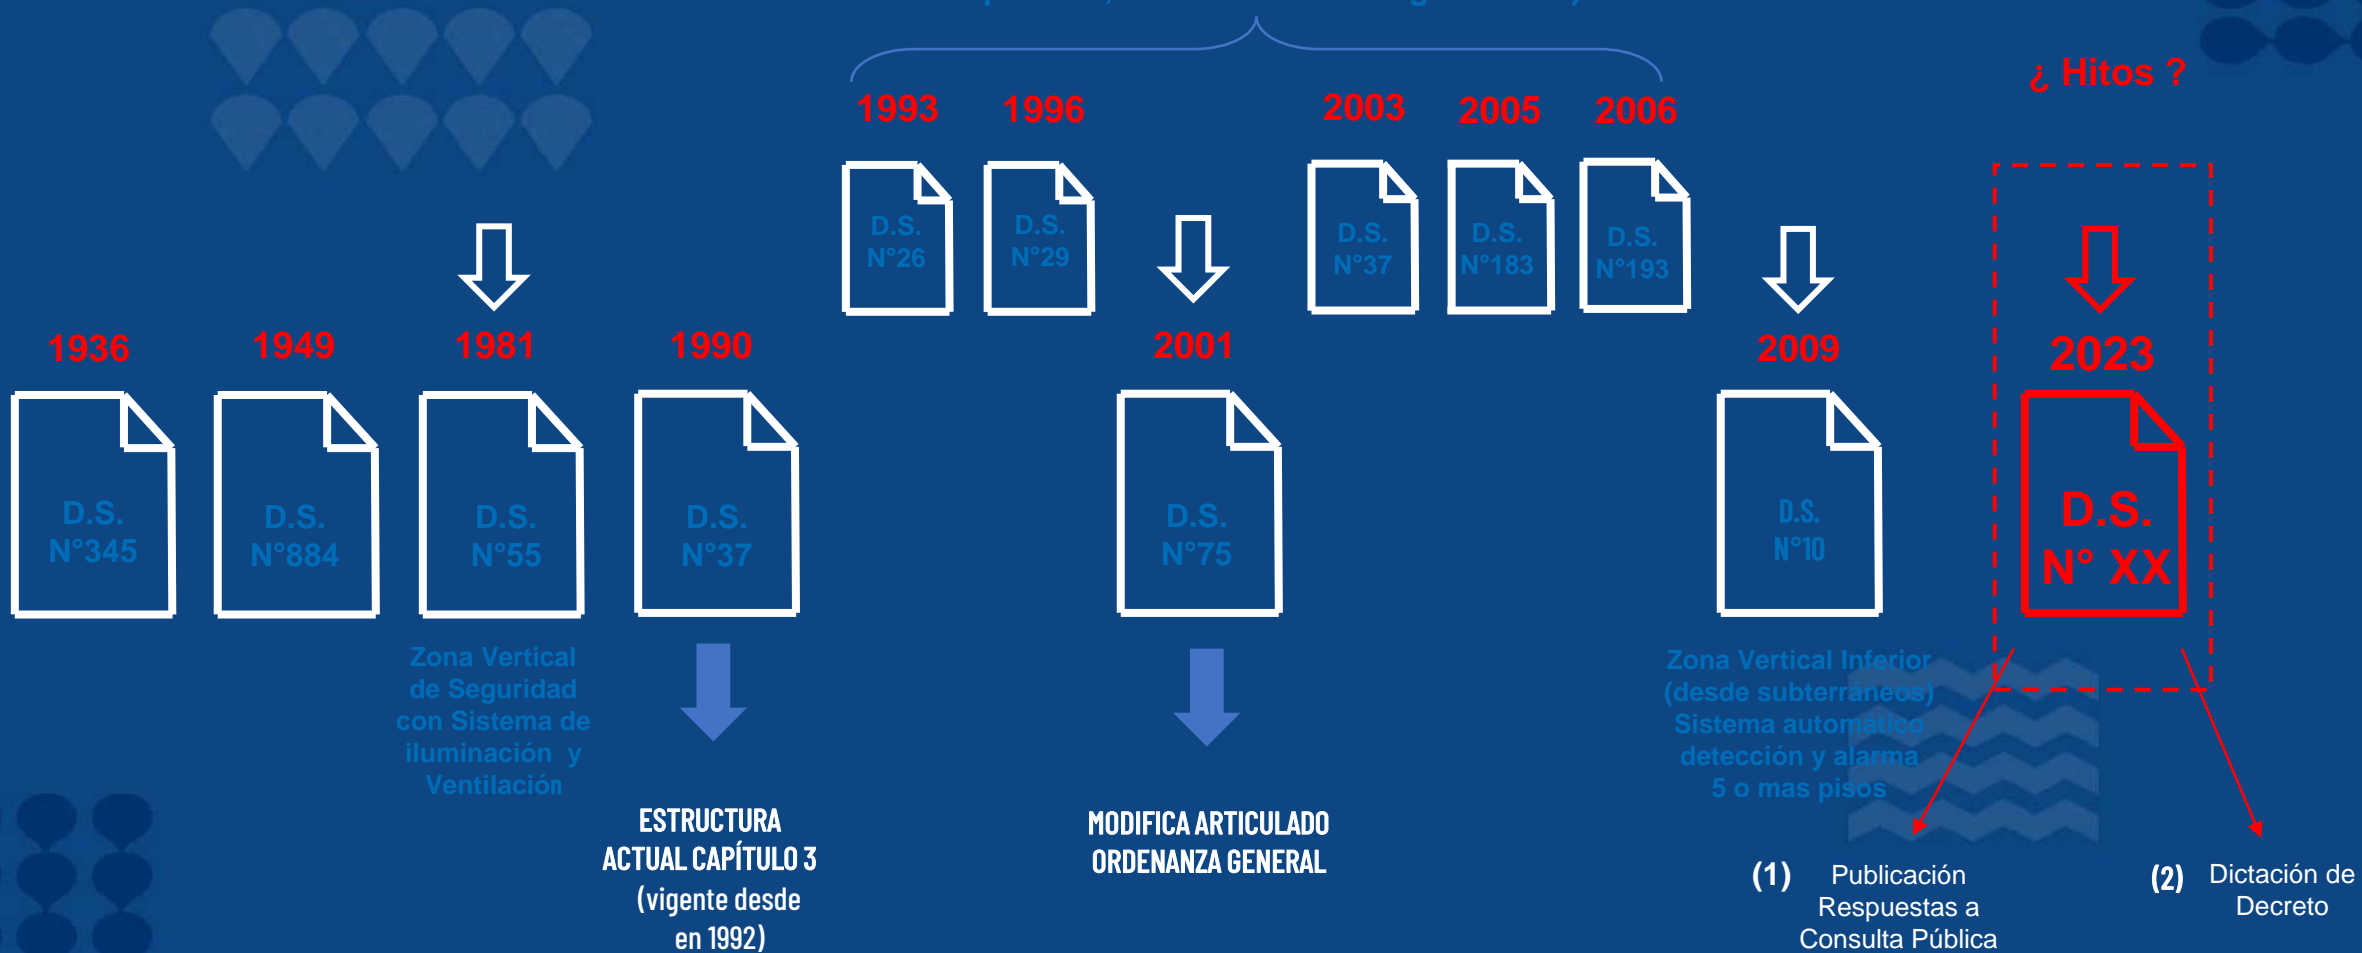 ¿ Hitos ?
1993
1996
2003
2005
2006
D.S.
N°26
D.S.
N°29
D.S.
N°37
D.S.
N°183
D.S.
N°193
1936
1949
1981
1990
2001
2009
2023
D.S.
N°345
D.S.
N°884
D.S.
N°55
D.S.
N°37
D.S.
N°75
D.S.
N°10
D.S.
N° XX
Zona Vertical
de Seguridad
con Sistema de
iluminación y
Ventilación
Zona Vertical Inferior
(desde subterráneos)
Sistema automático
detección y alarma
5 o mas pisos
ESTRUCTURA
ACTUAL CAPÍTULO 3
(vigente desde
en 1992)
MODIFICA ARTICULADO
ORDENANZA GENERAL
(1) Publicación
Respuestas a
Consulta Pública
(2) Dictación de
Decreto